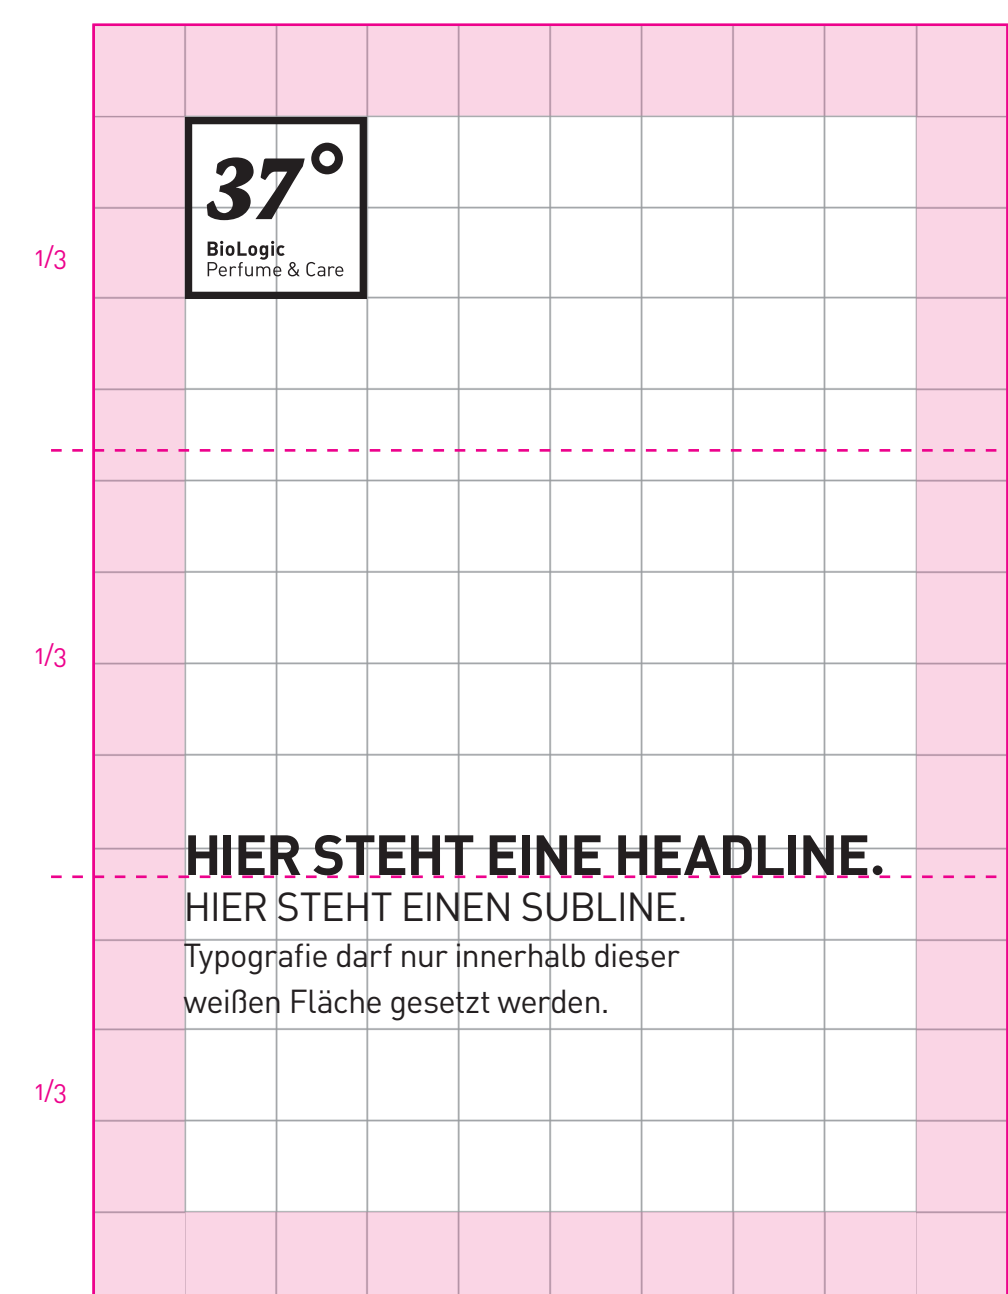 37°
BioLogic
Perfume & Care
1/3
1/3
HIER STEHT EINE HEADLINE.
HIER STEHT EINEN SUBLINE.
Typografie darf nur innerhalb dieser
weißen Fläche gesetzt werden.
1/3